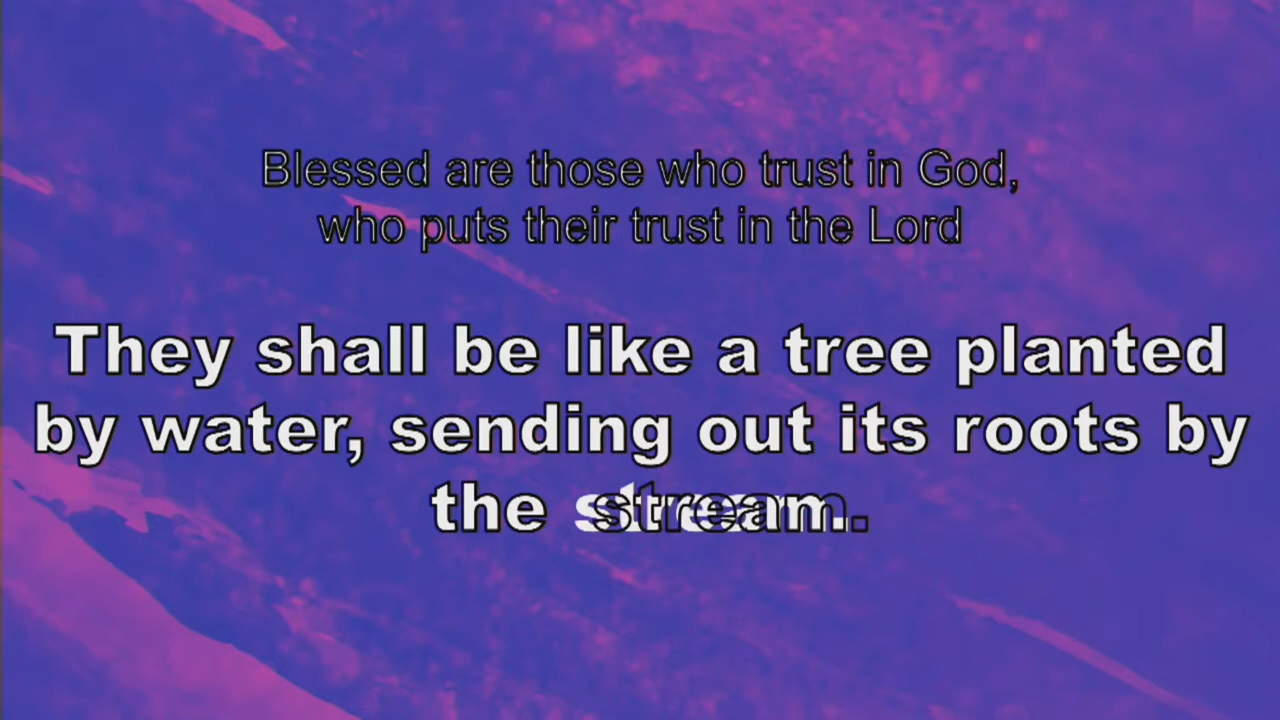 Blessed are those who trust in God,
who puts their trust in the Lord
They shall be like a tree planted
by water, sending out its roots by
the stream.